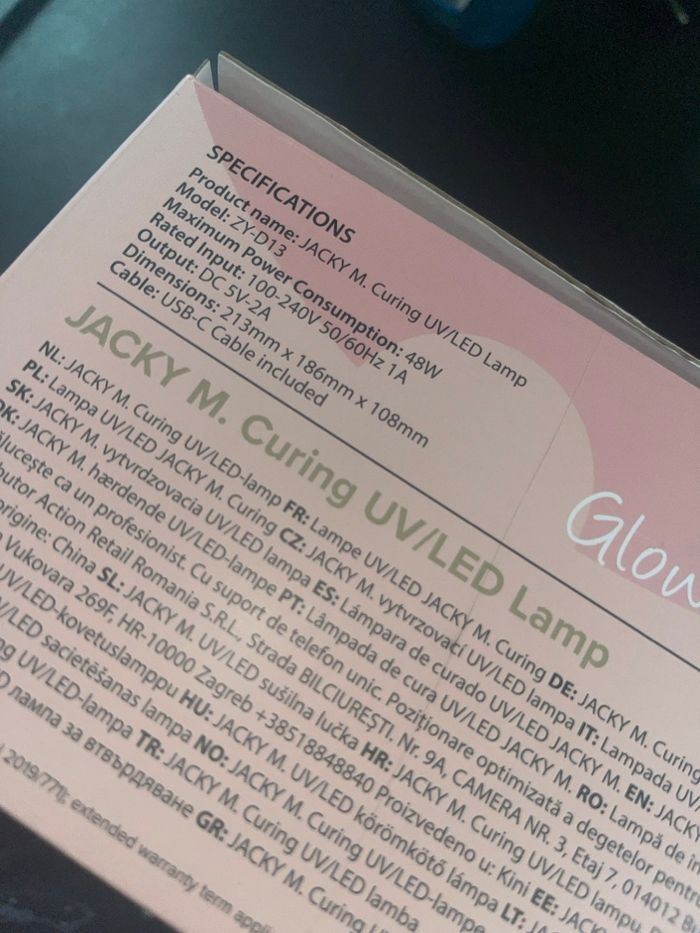 SPECIFICATIONS
Product name: JACKY M. Curing UV/LED Lamp
Model: ZY-D13
Maximum Power Consumption: 48W
Rated Input: 100-240V 50/60Hz 1A
Output: DC 5V-2A
Dimensions: 213mm x 186mm x 108mm
Cable: USB-C Cable included
JACKY M. Curing UV/LED Lamp
Glow
NL: JACKY M. Curing UV/LED-lamp FR: Lampe UV/LED JACKY M. Curing DE: JACKY M. Curing
PL: Lampa UV/LED JACKY M. Curing CZ: JACKY M. vytvrzovací UV/LED lampa IT: Lampada UV/
SK: JACKY M. vytvrdzovacia UV/LED lampa ES: Lámpara de curado UV/LED JACKY M. EN: JACKY
DK: JACKY M. hærdende UV/LED-lampe PT: Lâmpada de cura UV/LED JACKY M. RO: Lampă de
ca un profesionist. Cu suport de telefon unic. Poziționare optimizată a degetelor pentru
Action Retail Romania S.R.L., Strada BILCIUREȘTI, Nr. 9A, CAMERA NR. 3, Etaj 7, 014012 B
origine: China SL: JACKY M. UV/LED sušilna lučka HR: JACKY M. Curing UV/LED lampu.
Vukovara 269F, HR-10000 Zagreb +38518848840 Proizvedeno u: Kini EE: JACKY
UV/LED-kovetuslamppu HU: JACKY M. UV/LED körömkötő lámpa LT: JAC
UV/LED sacietēšanas lampa NO: JACKY M. Curing UV/LED-lampe
UV/LED-lampa TR: JACKY M. Curing UV/LED lamba
лампа за втвърдяване GR: JACKY M. Curing U
2019/771); extended warranty term appli